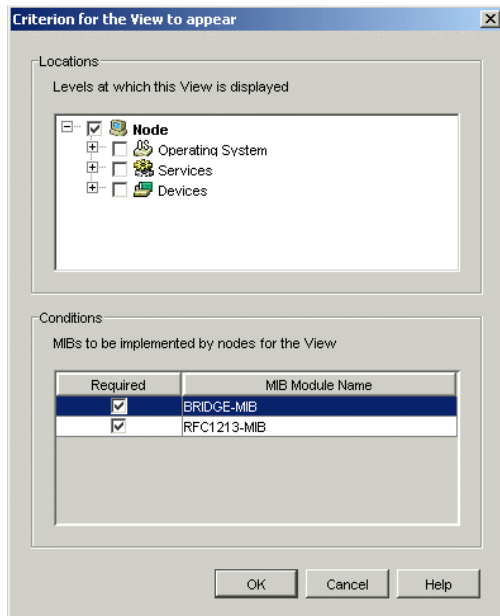 Criterion for the View to appear
Locations
Levels at which this View is displayed
Node
Operating System
Services
Devices
Conditions
MIBs to be implemented by nodes for the View
Required MIB Module Name
BRIDGE-MIB
RFC1213-MIB
OK Cancel Help